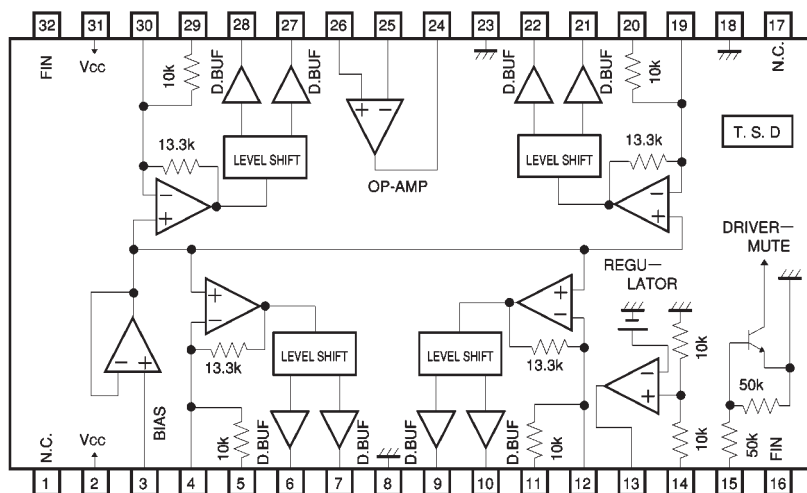 32 31 30 29 28 27 26 25 24 23 22 21 20 19 18 17
FIN
Vcc
10k
D.BUF
D.BUF
D.BUF
D.BUF
10k
N.C.
T. S. D
13.3k
LEVEL SHIFT
+ −
OP-AMP
LEVEL SHIFT
13.3k
−
+
−
+
DRIVER−
MUTE
REGU−
LATOR
+
−
+
−
−
+
LEVEL SHIFT
LEVEL SHIFT
10k
13.3k
13.3k
−
+
50k
N.C.
Vcc
BIAS
10k
D.BUF
D.BUF
D.BUF
D.BUF
10k
10k
50k
FIN
1 2 3 4 5 6 7 8 9 10 11 12 13 14 15 16